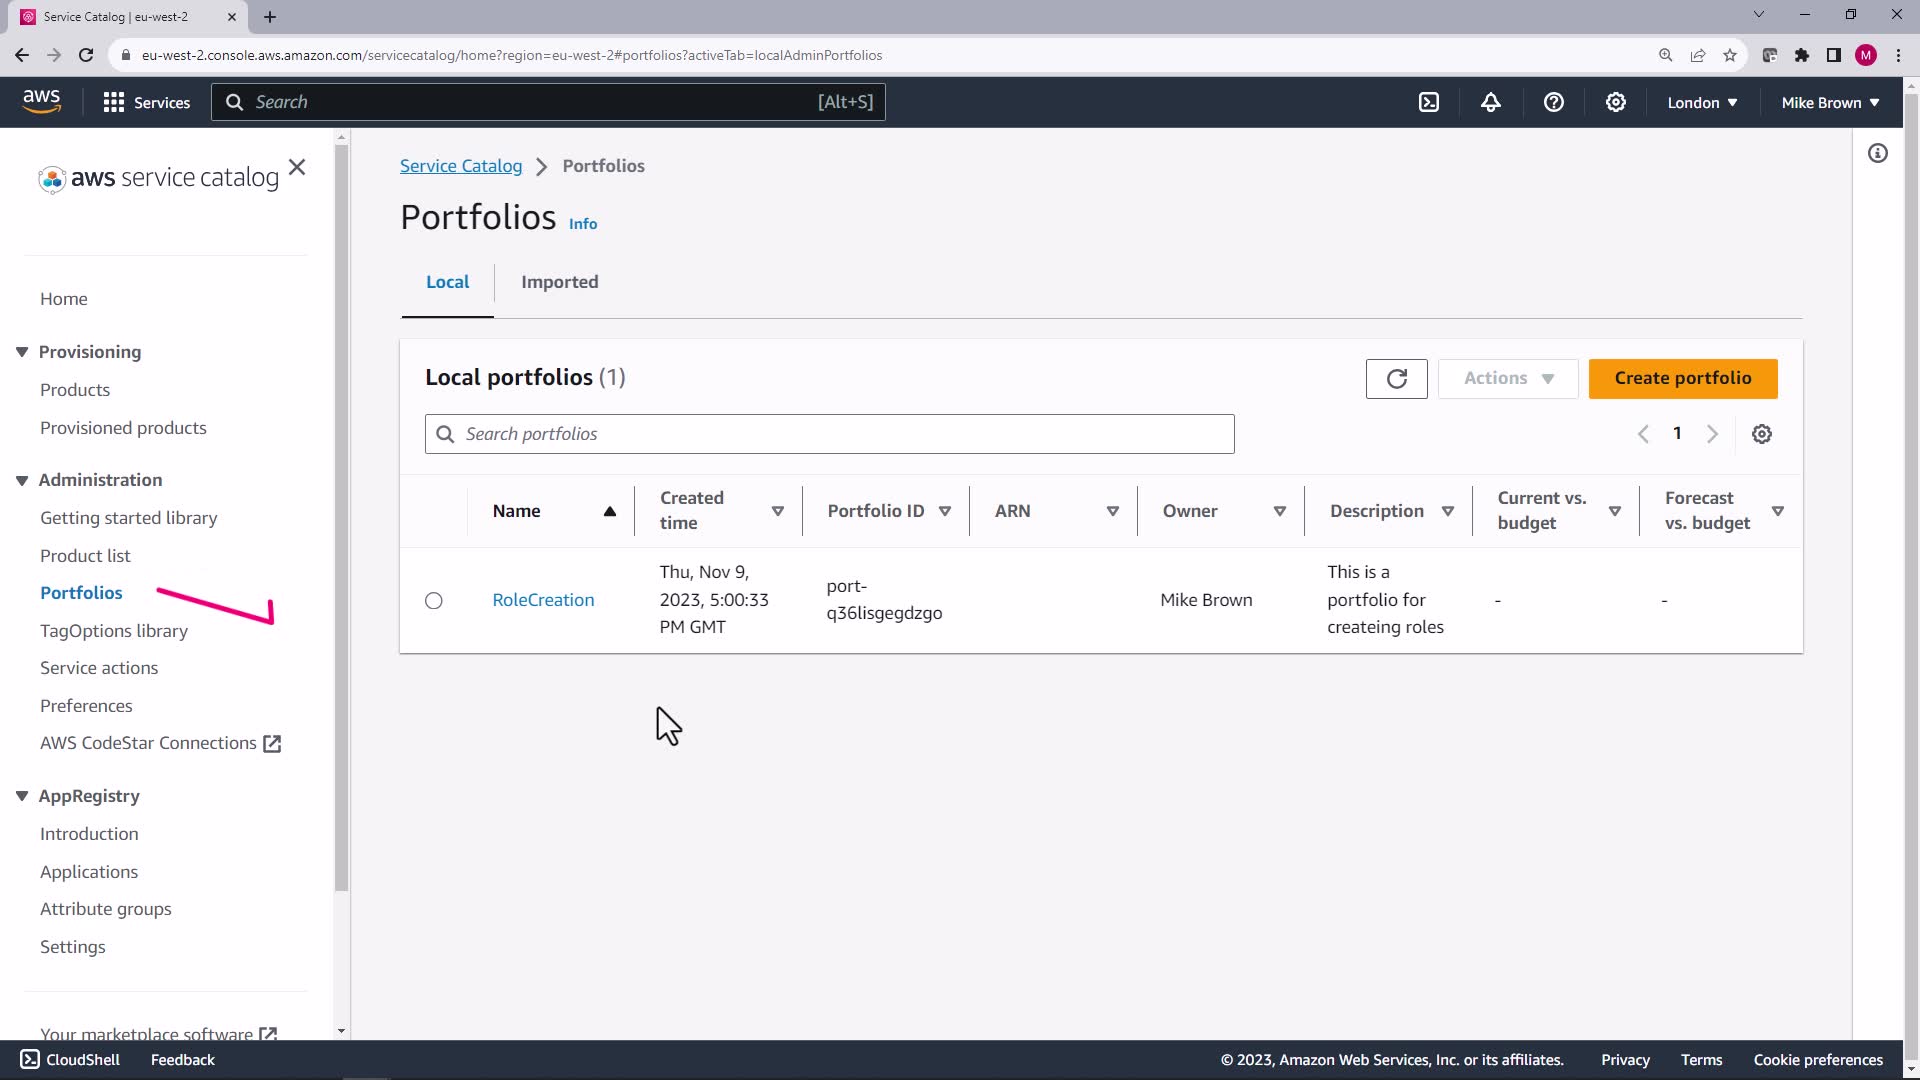 Service Catalog | eu-west-2
eu-west-2.console.aws.amazon.com/servicecatalog/home?region=eu-west-2#portfolios?activeTab=localAdminPortfolios
M
aws
Services
Search
[Alt+S]
London
Mike Brown
aws service catalog
Home
Provisioning
Products
Provisioned products
Administration
Getting started library
Product list
Portfolios
TagOptions library
Service actions
Preferences
AWS CodeStar Connections
AppRegistry
Introduction
Applications
Attribute groups
Settings
Your marketplace software
Service Catalog
Portfolios
Portfolios
Info
Local
Imported
Local portfolios (1)
Actions
Create portfolio
Search portfolios
1
Name
Created
time
Portfolio ID
ARN
Owner
Description
Current vs.
budget
Forecast
vs. budget
RoleCreation
Thu, Nov 9,
2023, 5:00:33
PM GMT
port-
q36lisgegdzgo
Mike Brown
This is a
portfolio for
createing roles
-
-
CloudShell
Feedback
© 2023, Amazon Web Services, Inc. or its affiliates.
Privacy
Terms
Cookie preferences